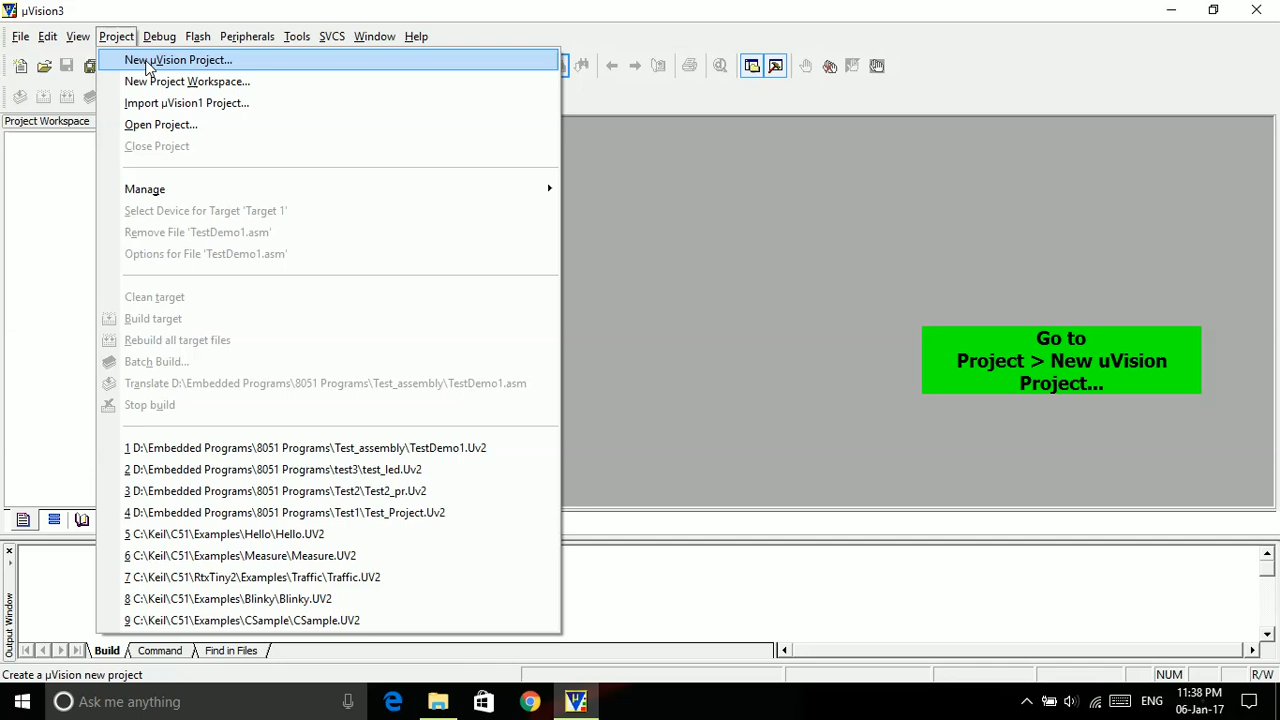 µVision3
File Edit View Project Debug Flash Peripherals Tools SVCS Window Help
New µVision Project...
New Project Workspace...
Import µVision1 Project...
Open Project...
Close Project
Project Workspace
Manage
Select Device for Target 'Target 1'
Remove File 'TestDemo1.asm'
Options for File 'TestDemo1.asm'
Clean target
Build target
Rebuild all target files
Batch Build...
Translate D:\Embedded Programs\8051 Programs\Test_assembly\TestDemo1.asm
Stop build
1 D:\Embedded Programs\8051 Programs\Test_assembly\TestDemo1.Uv2
2 D:\Embedded Programs\8051 Programs\test3\test_led.Uv2
3 D:\Embedded Programs\8051 Programs\Test2\Test2_pr.Uv2
4 D:\Embedded Programs\8051 Programs\Test1\Test_Project.Uv2
5 C:\Keil\C51\Examples\Hello\Hello.UV2
6 C:\Keil\C51\Examples\Measure\Measure.UV2
7 C:\Keil\C51\RtxTiny2\Examples\Traffic\Traffic.UV2
8 C:\Keil\C51\Examples\Blinky\Blinky.UV2
9 C:\Keil\C51\Examples\CSample\CSample.UV2
Go to
Project > New uVision
Project...
Output Window
Build Command Find in Files
Create a µVision new project
NUM R/W
Ask me anything
ENG
11:38 PM
06-Jan-17